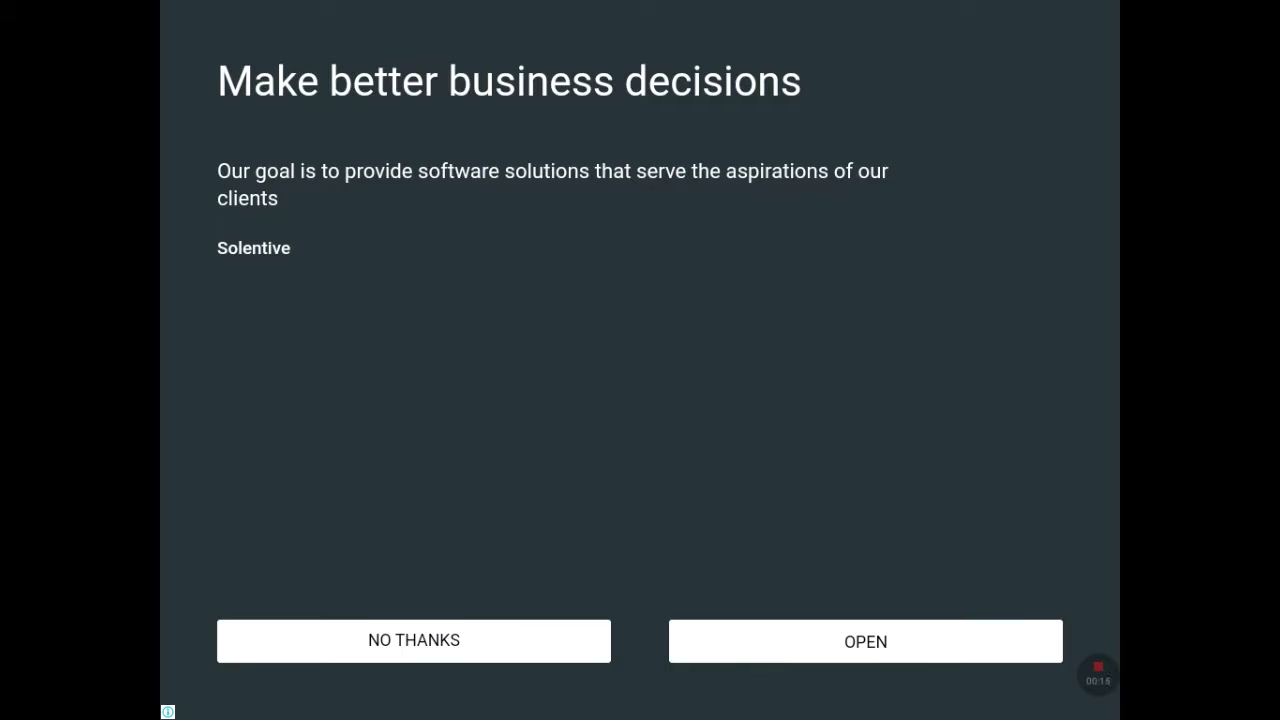 Make better business decisions
Our goal is to provide software solutions that serve the aspirations of our
clients
Solentive
NO THANKS
OPEN